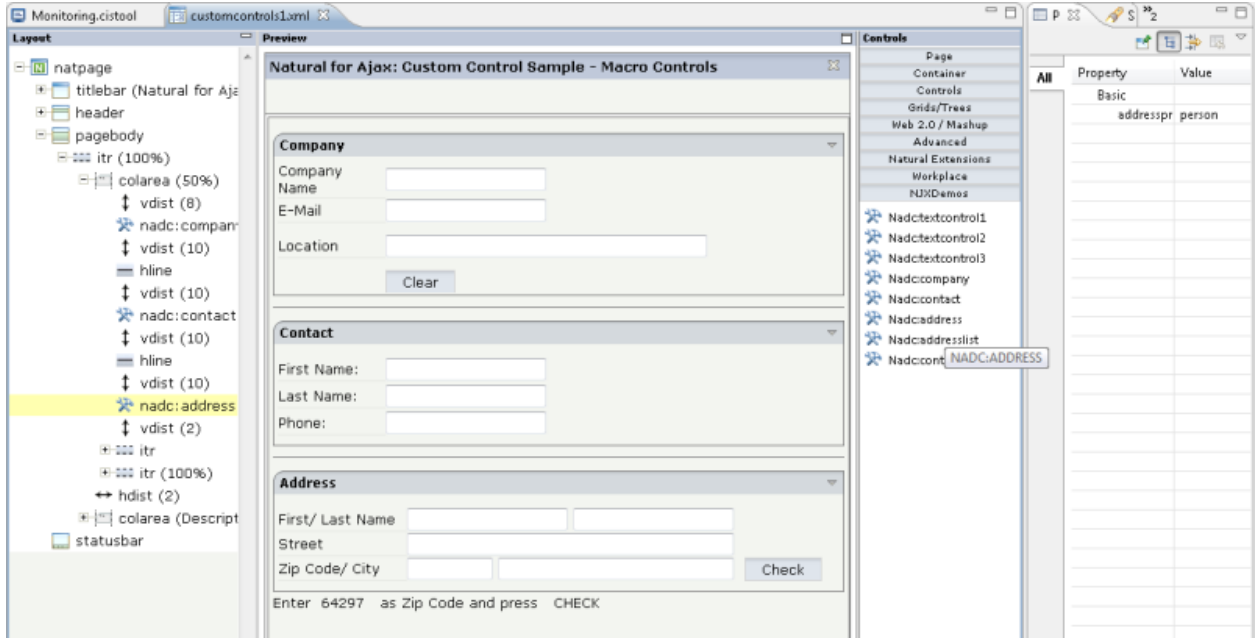 Monitoring.cistool
customcontrols1.xml
P
S
»2
Layout
natpage
titlebar (Natural for Aja
header
pagebody
itr (100%)
colarea (50%)
vdist (8)
nadc:compan
vdist (10)
hline
vdist (10)
nadc:contact
vdist (10)
hline
vdist (10)
nadc:address
vdist (2)
itr
itr (100%)
hdist (2)
colarea (Descript
statusbar
Preview
Natural for Ajax: Custom Control Sample - Macro Controls
Company
Company
Name
E-Mail
Location
Clear
Contact
First Name:
Last Name:
Phone:
Address
First/ Last Name
Street
Zip Code/ City
Check
Enter 64297 as Zip Code and press CHECK
Controls
Page
Container
Controls
Grids/Trees
Web 2.0 / Mashup
Advanced
Natural Extensions
Workplace
NJXDemos
Nadc:textcontrol1
Nadc:textcontrol2
Nadc:textcontrol3
Nadc:company
Nadc:contact
Nadc:address
Nadc:addresslist
Nadc:cont
NADC:ADDRESS
All
Property Value
Basic
addresspr person